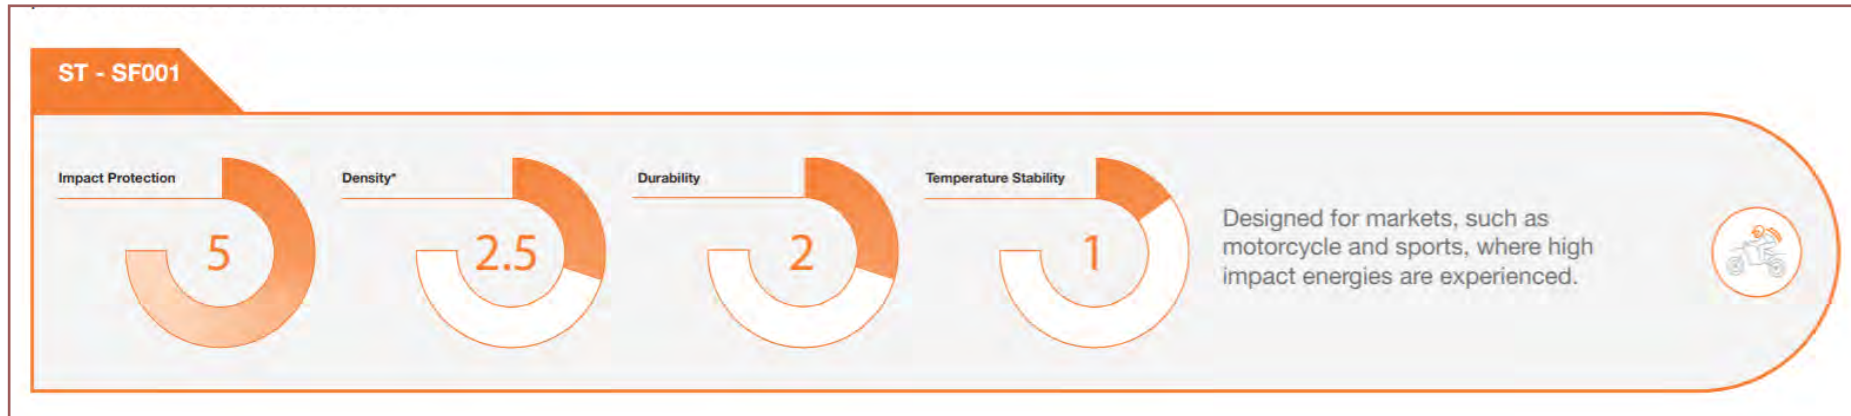 ST - SF001
Impact Protection
5
Density*
2.5
Durability
2
Temperature Stability
1
Designed for markets, such as
motorcycle and sports, where high
impact energies are experienced.